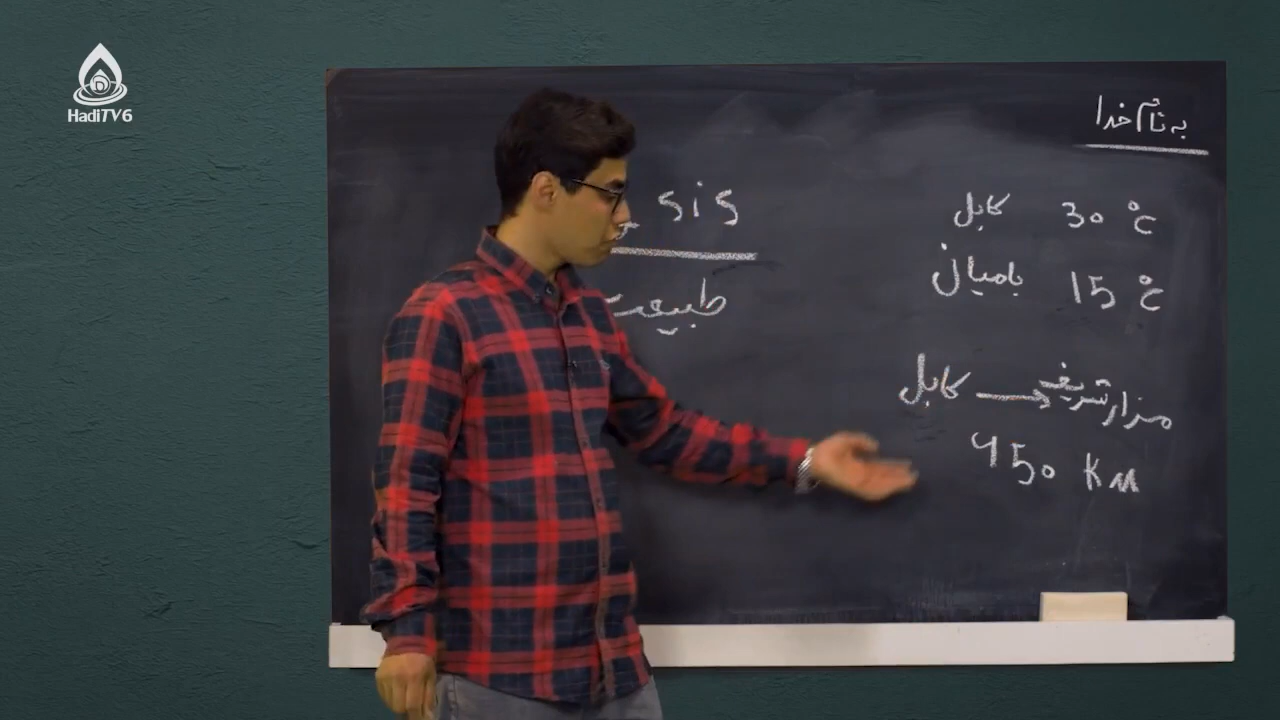 HadiTV6
به نام خدا
sis
طبیعت
کابل 30 °c
بامیان 15 °c
کابل → مزارشریف
450 Km